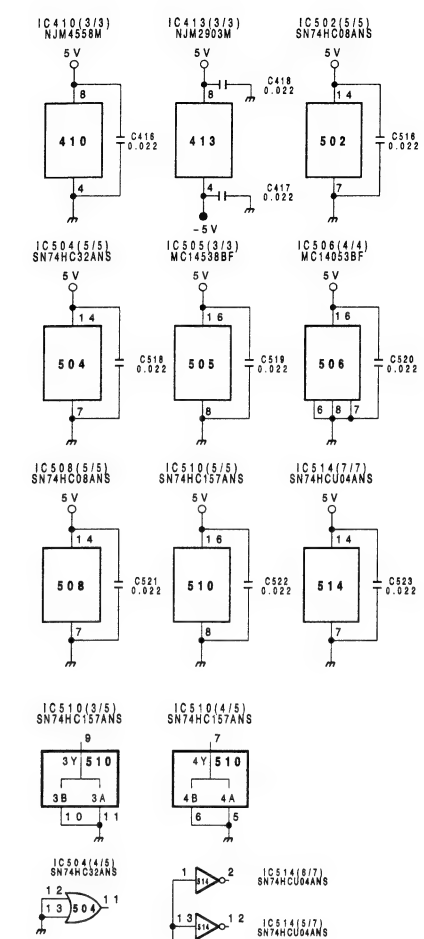 IC410(3/3) IC413(3/3) IC502(5/5)
NJM4558M NJM2903M SN74HC08ANS
5V 5V 5V
8 8 C418 0.022 14
410 C416 0.022 413 502 C516 0.022
4 4 C417 0.022 7
-5V
IC504(5/5) IC505(3/3) IC506(4/4)
SN74HC32ANS MC14538BF MC14053BF
5V 5V 5V
14 16 16
504 C518 0.022 505 C519 0.022 506 C520 0.022
7 8 6 8 7
IC508(5/5) IC510(5/5) IC514(7/7)
SN74HC08ANS SN74HC157ANS SN74HCU04ANS
5V 5V 5V
14 16 14
508 C521 0.022 510 C522 0.022 514 C523 0.022
7 8 7
IC510(3/5) IC510(4/5)
SN74HC157ANS SN74HC157ANS
9 7
3Y 510 4Y 510
3B 3A 4B 4A
10 11 6 5
IC504(4/5)
SN74HC32ANS
12
13 504 11
1 514 2 IC514(6/7)
SN74HCU04ANS
13 514 12 IC514(5/7)
SN74HCU04ANS